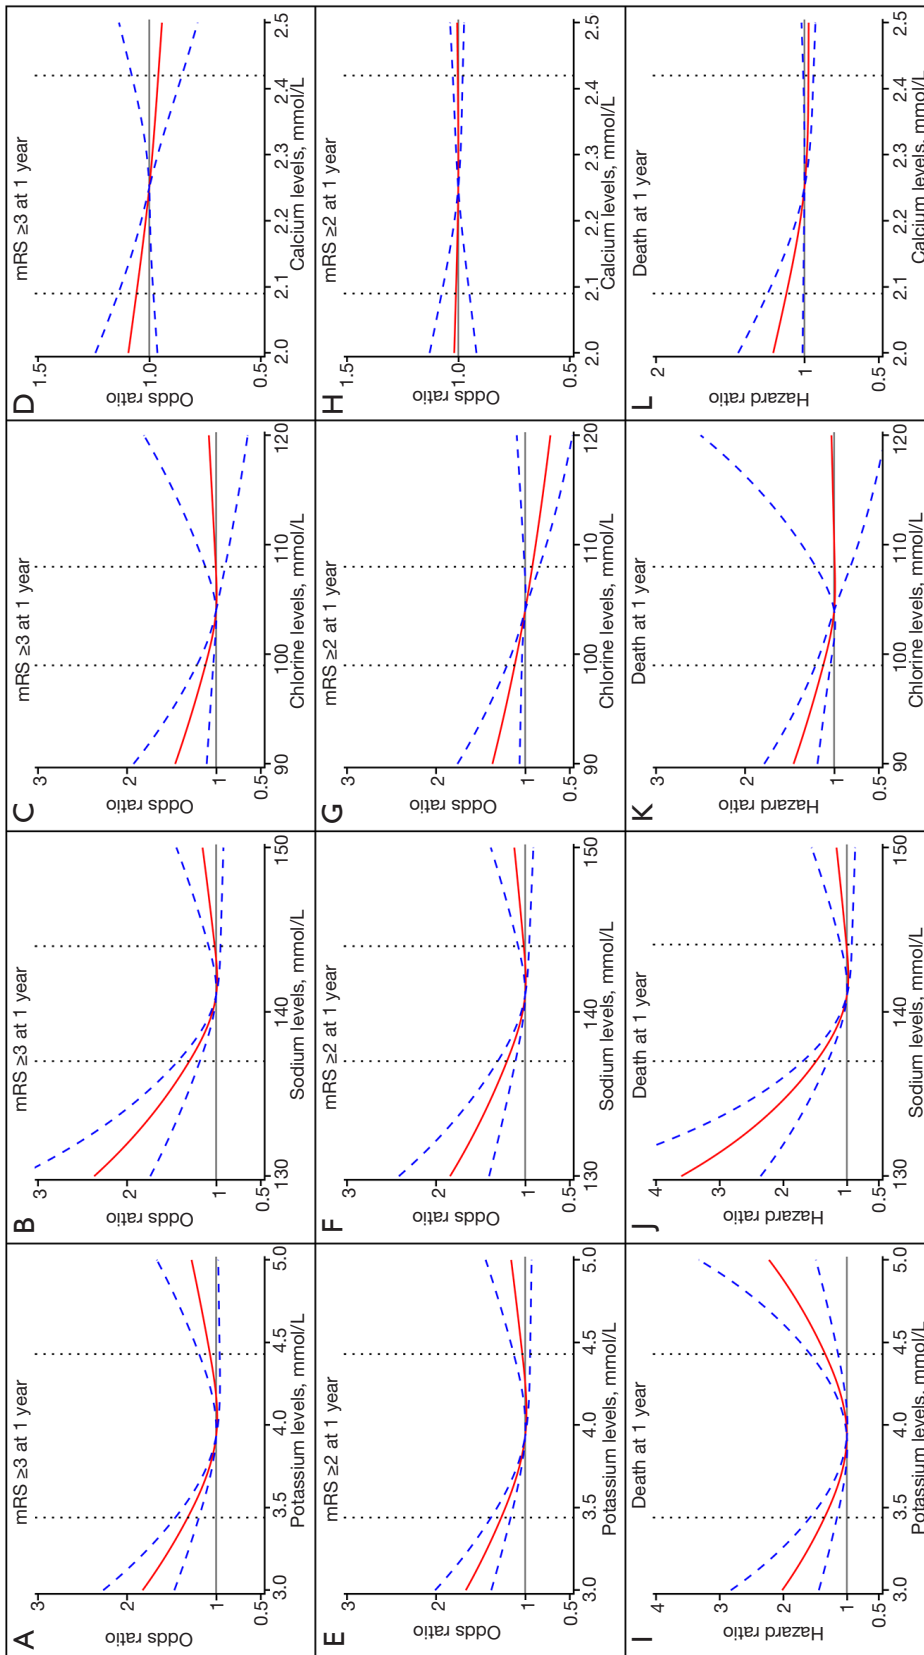 A
mRS ≥3 at 1 year
Odds ratio
3
2
1
0.5
3.0 3.5 4.0 4.5 5.0
Potassium levels, mmol/L
B
mRS ≥3 at 1 year
Odds ratio
3
2
1
0.5
130 140 150
Sodium levels, mmol/L
C
mRS ≥3 at 1 year
Odds ratio
3
2
1
0.5
90 100 110 120
Chlorine levels, mmol/L
D
mRS ≥3 at 1 year
Odds ratio
1.5
1.0
0.5
2.0 2.1 2.2 2.3 2.4 2.5
Calcium levels, mmol/L
E
mRS ≥2 at 1 year
Odds ratio
3
2
1
0.5
3.0 3.5 4.0 4.5 5.0
Potassium levels, mmol/L
F
mRS ≥2 at 1 year
Odds ratio
3
2
1
0.5
130 140 150
Sodium levels, mmol/L
G
mRS ≥2 at 1 year
Odds ratio
3
2
1
0.5
90 100 110 120
Chlorine levels, mmol/L
H
mRS ≥2 at 1 year
Odds ratio
1.5
1.0
0.5
2.0 2.1 2.2 2.3 2.4 2.5
Calcium levels, mmol/L
I
Death at 1 year
Hazard ratio
4
3
2
1
0.5
3.0 3.5 4.0 4.5 5.0
Potassium levels, mmol/L
J
Death at 1 year
Hazard ratio
4
3
2
1
0.5
130 140 150
Sodium levels, mmol/L
K
Death at 1 year
Hazard ratio
3
2
1
0.5
90 100 110 120
Chlorine levels, mmol/L
L
Death at 1 year
Hazard ratio
2
1
0.5
2.0 2.1 2.2 2.3 2.4 2.5
Calcium levels, mmol/L